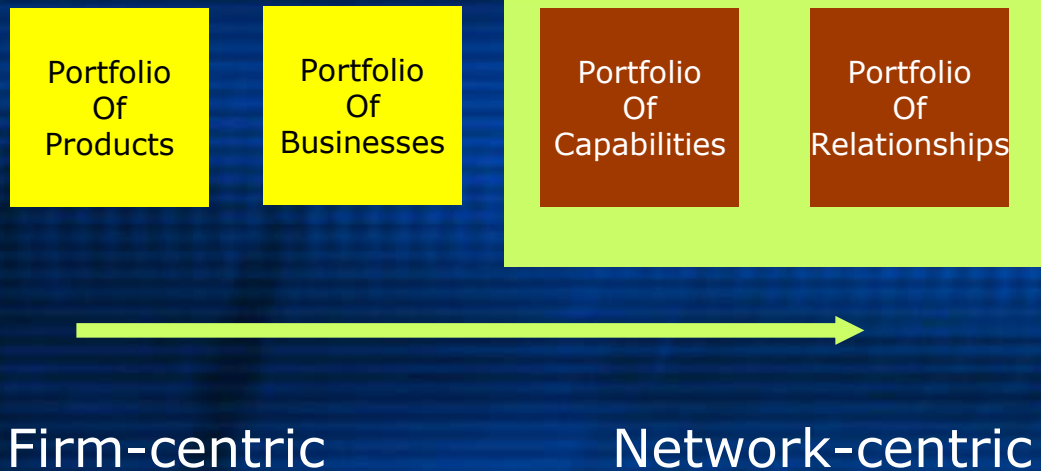 Portfolio
Of
Products
Portfolio
Of
Businesses
Portfolio
Of
Capabilities
Portfolio
Of
Relationships
Firm-centric
Network-centric